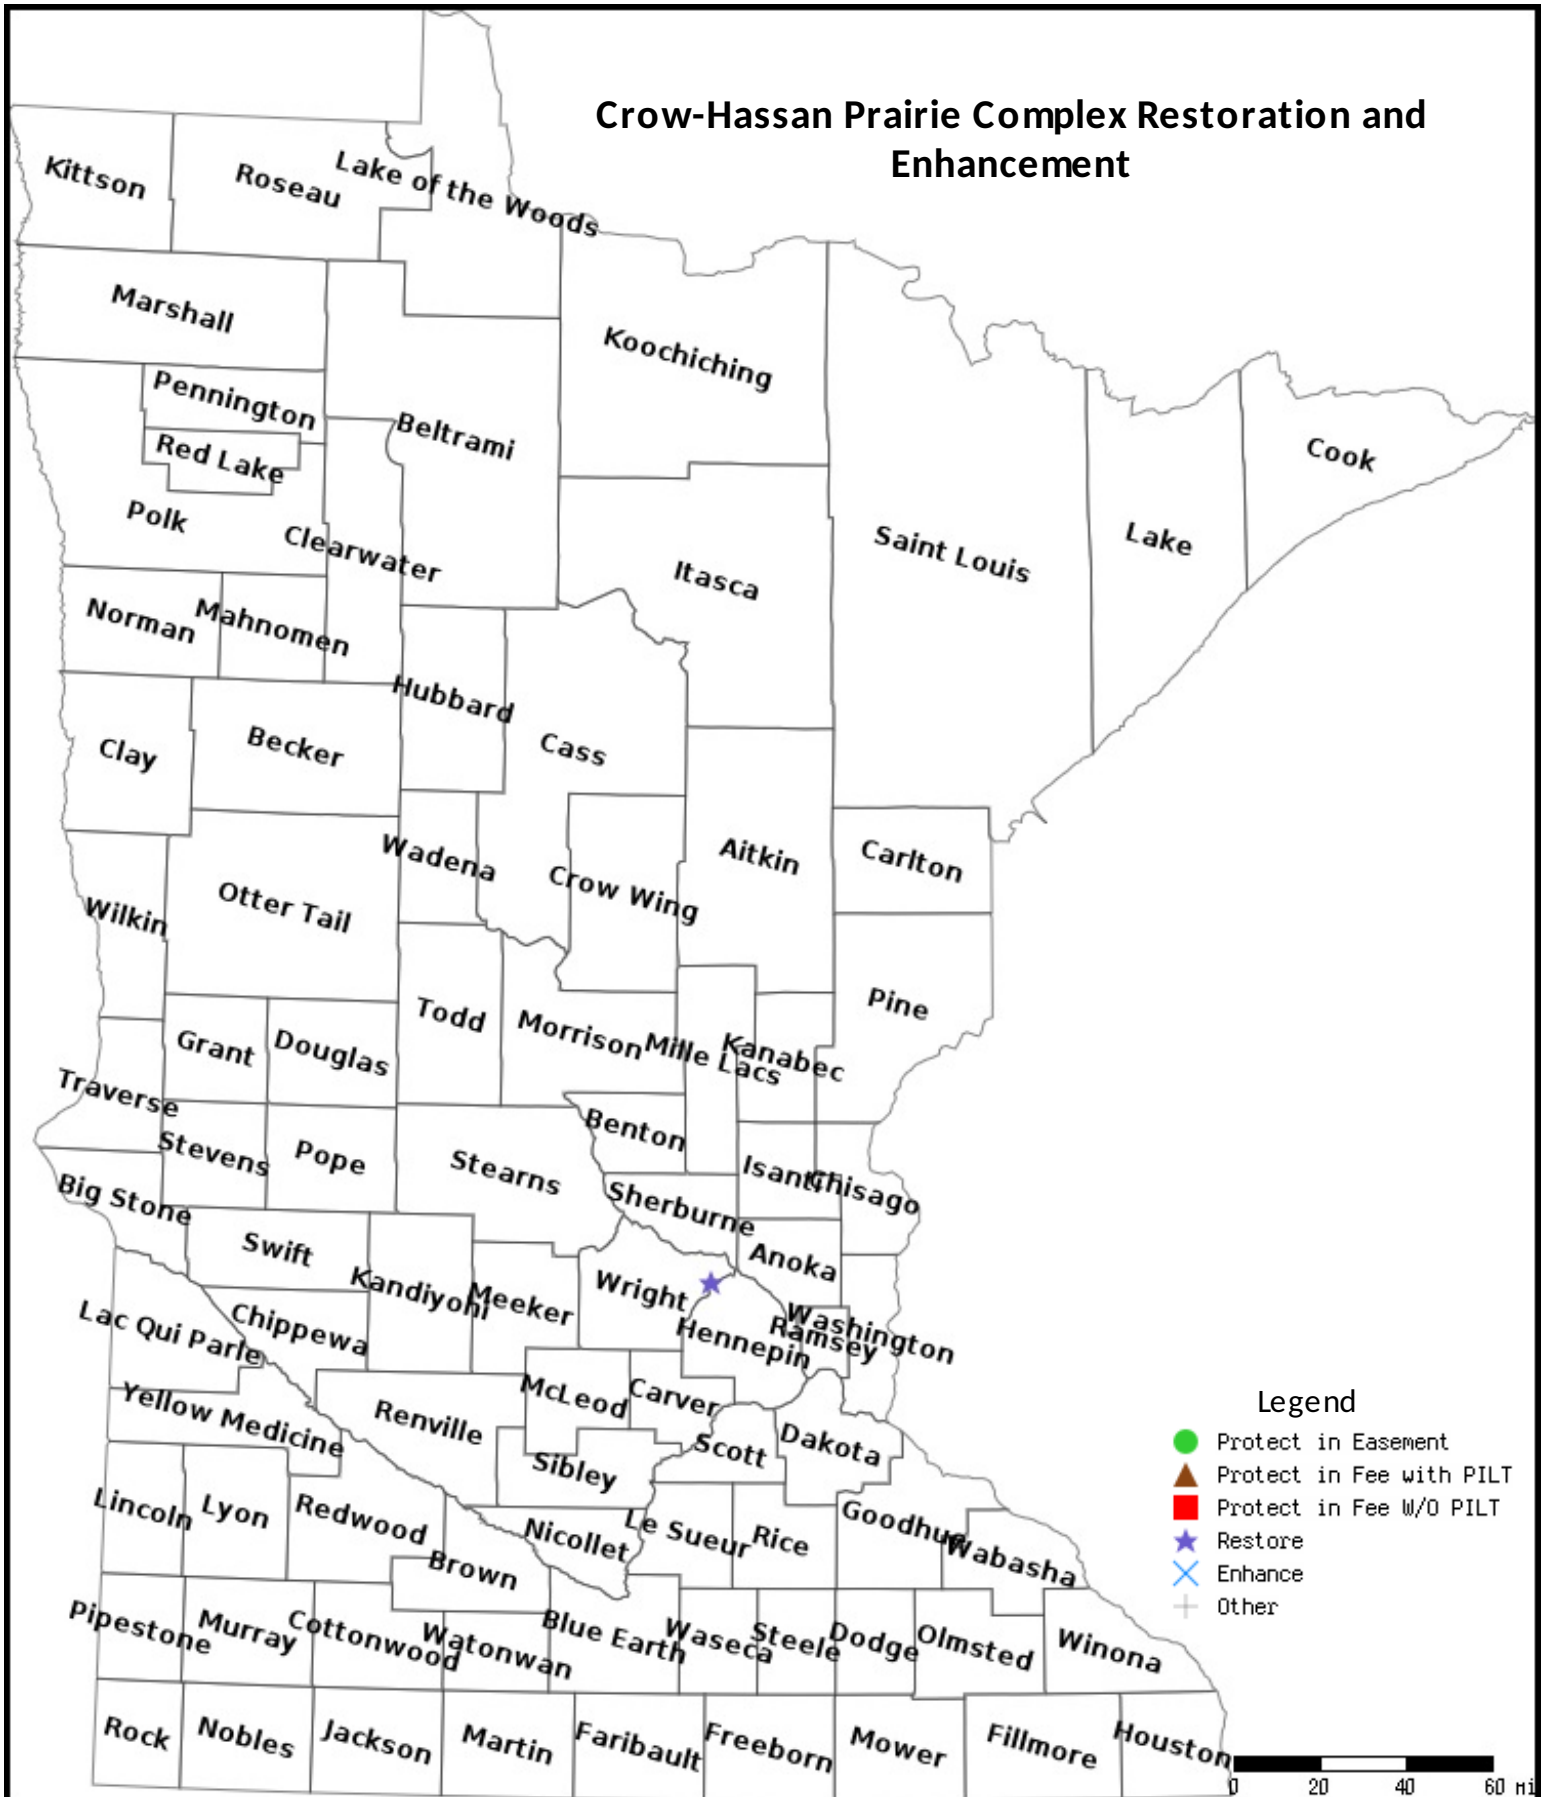 Crow-Hassan Prairie Complex Restoration and
Enhancement
Kittson
Roseau
Lake of the Woods
Marshall
Koochiching
Pennington
Beltrami
Red Lake
Cook
Polk
Clearwater
Saint Louis
Lake
Itasca
Norman
Mahnomen
Hubbard
Clay
Becker
Cass
Wadena
Aitkin
Carlton
Crow Wing
Otter Tail
Wilkin
Todd
Morrison
Mille Lacs
Kanabec
Pine
Grant
Douglas
Traverse
Benton
Stevens
Pope
Stearns
Isanti
Chisago
Big Stone
Sherburne
Swift
Anoka
Kandiyohi
Meeker
Wright
Lac Qui Parle
Chippewa
Hennepin
Ramsey
Washington
Yellow Medicine
Renville
McLeod
Carver
Scott
Dakota
Sibley
Legend
Protect in Easement
Protect in Fee with PILT
Protect in Fee W/O PILT
Restore
Enhance
Other
Lincoln
Lyon
Redwood
Brown
Nicollet
Le Sueur
Rice
Goodhue
Wabasha
Pipestone
Murray
Cottonwood
Watonwan
Blue Earth
Waseca
Steele
Dodge
Olmsted
Winona
Rock
Nobles
Jackson
Martin
Faribault
Freeborn
Mower
Fillmore
Houston
0 20 40 60 mi